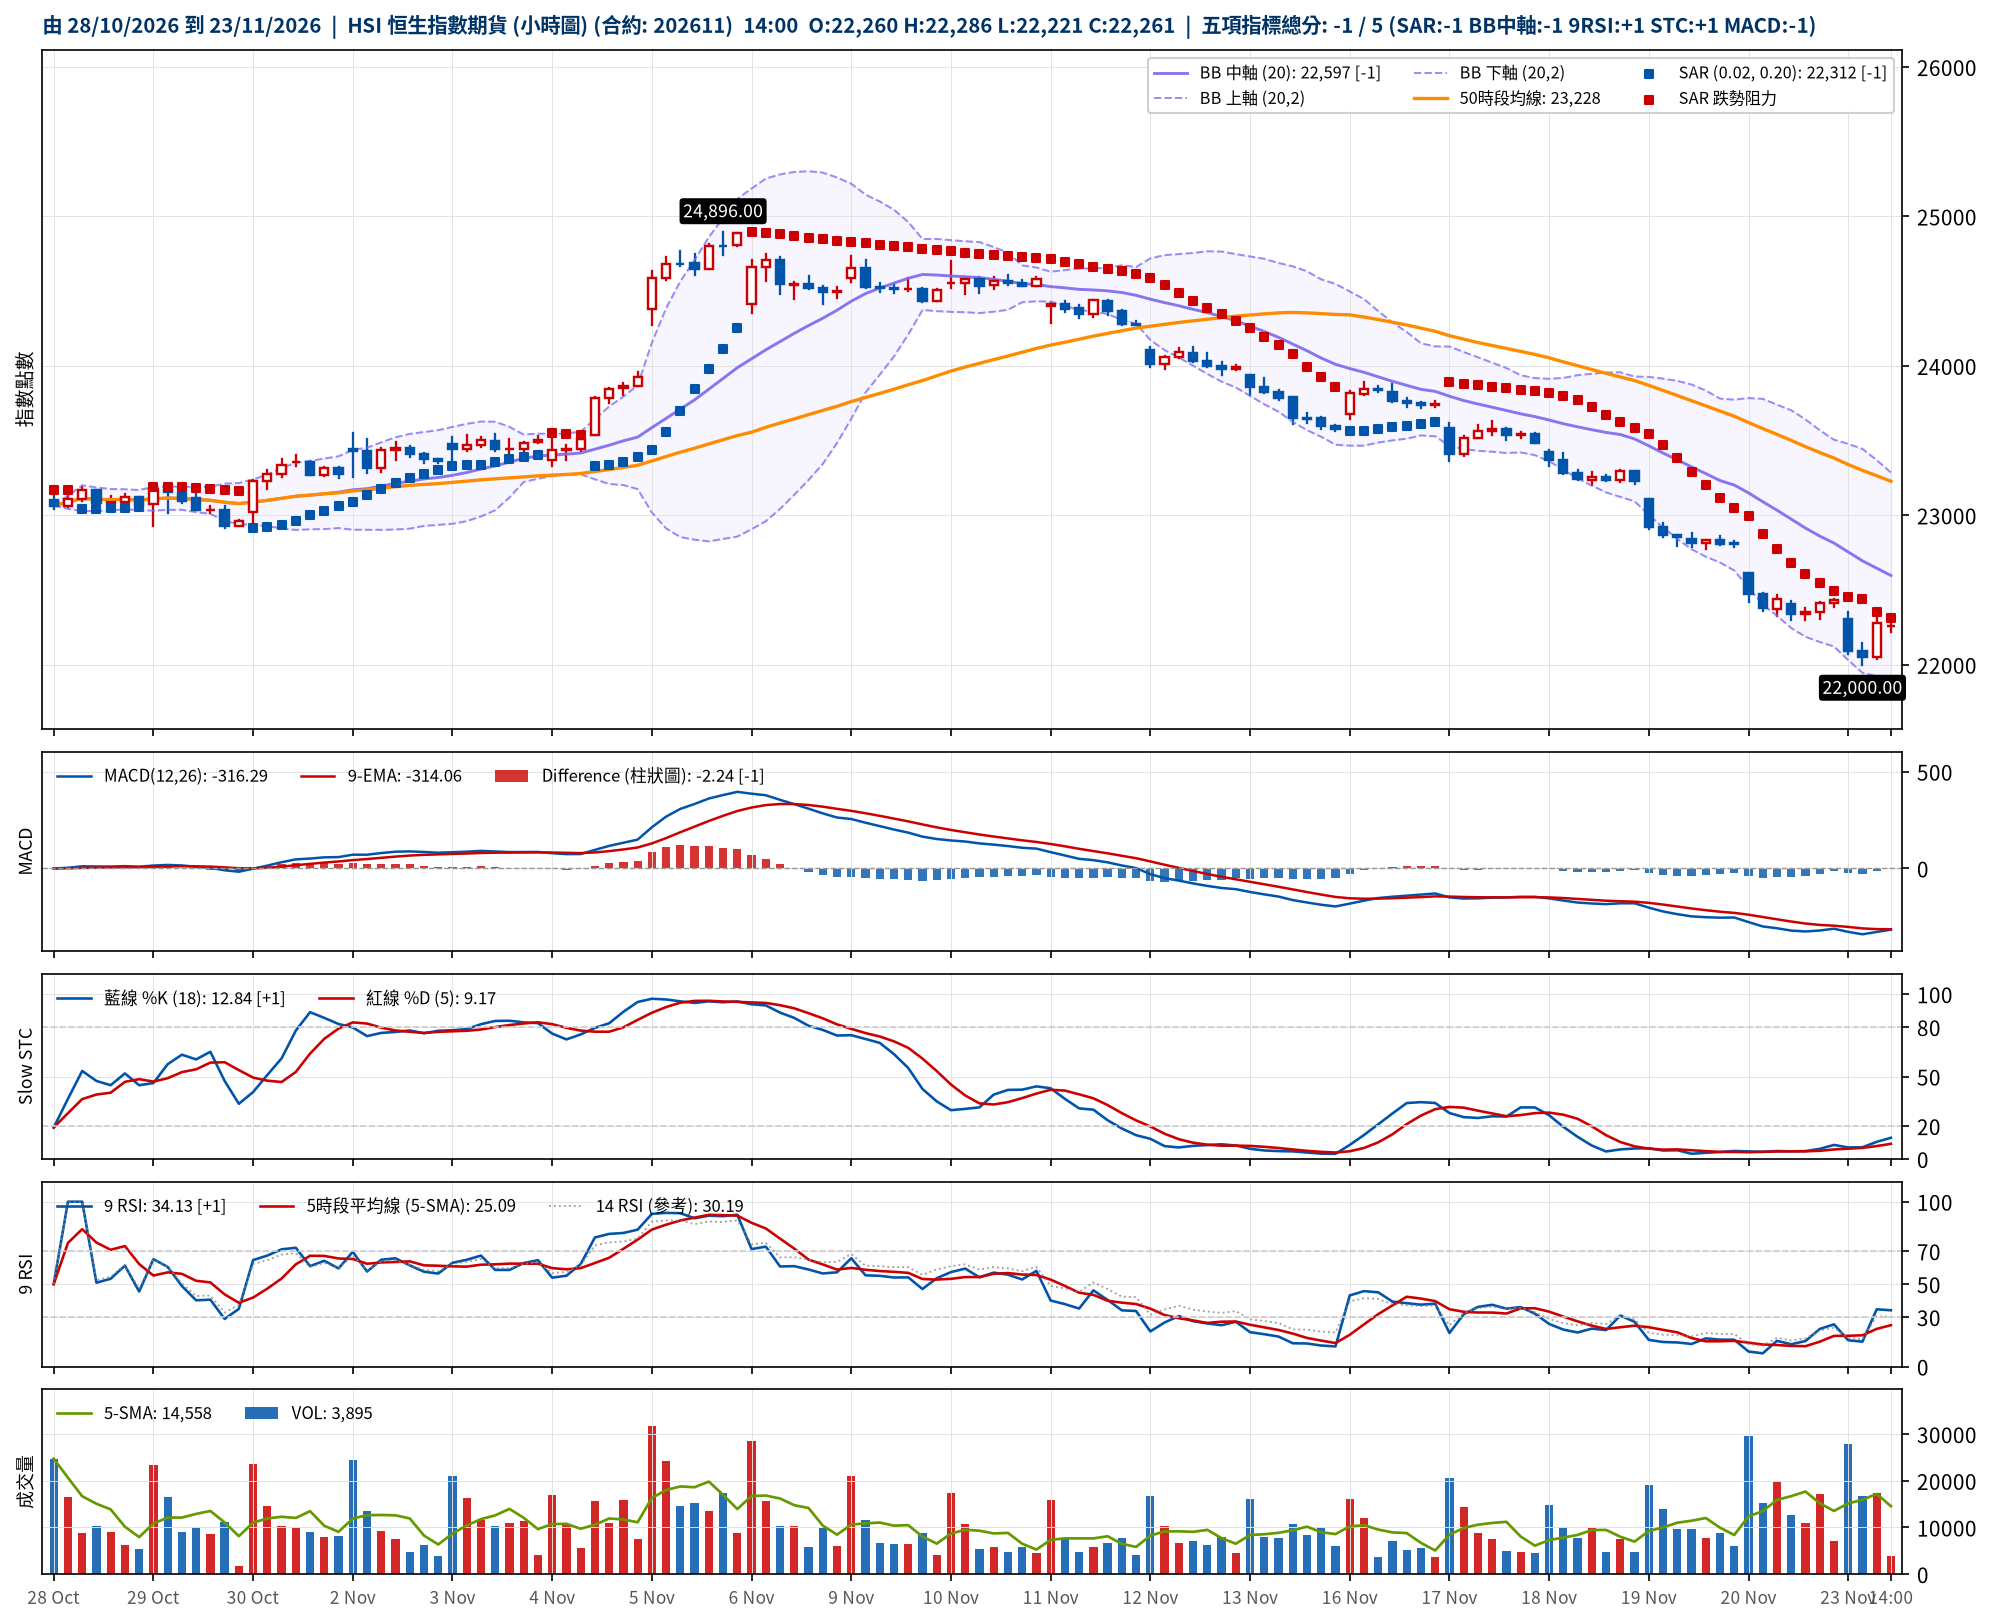 由 28/10/2026 到 23/11/2026 | HSI 恒生指數期貨 (小時圖) (合約: 202611) 14:00 O:22,260 H:22,286 L:22,221 C:22,261 | 五項指標總分: -1 / 5 (SAR:-1 BB中軸:-1 9RSI:+1 STC:+1 MACD:-1)
BB 中軸 (20): 22,597 [-1]
BB 上軸 (20,2)
BB 下軸 (20,2)
50時段均線: 23,228
SAR (0.02, 0.20): 22,312 [-1]
SAR 跌勢阻力
指數點數
26000
25000
24000
23000
22000
24,896.00
22,000.00
MACD
MACD(12,26): -316.29
9-EMA: -314.06
Difference (柱狀圖): -2.24 [-1]
500
0
Slow STC
藍線 %K (18): 12.84 [+1]
紅線 %D (5): 9.17
100
80
50
20
0
9 RSI
9 RSI: 34.13 [+1]
5時段平均線 (5-SMA): 25.09
14 RSI (參考): 30.19
100
70
50
30
0
成交量
5-SMA: 14,558
VOL: 3,895
30000
20000
10000
0
28 Oct
29 Oct
30 Oct
2 Nov
3 Nov
4 Nov
5 Nov
6 Nov
9 Nov
10 Nov
11 Nov
12 Nov
13 Nov
16 Nov
17 Nov
18 Nov
19 Nov
20 Nov
23 Nov
14:00